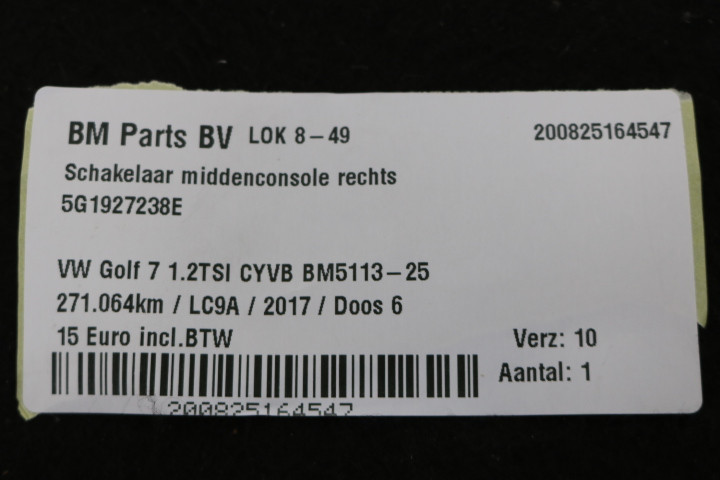 BM Parts BV LOK 8-49 200825164547
Schakelaar middenconsole rechts
5G1927238E
VW Golf 7 1.2TSI CYVB BM5113-25
271.064km / LC9A / 2017 / Doos 6
15 Euro incl.BTW Verz: 10
Aantal: 1
200825164547